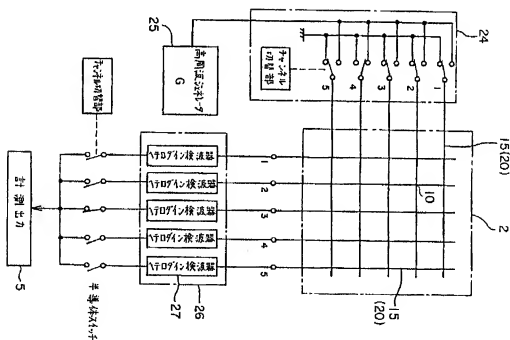 25
高周波ジェネレータ
G
24
チャンネル
切替部
5
4
3
2
1
15(20)
10
2
チャンネル切替部
ヘテロダイン検波器
1
ヘテロダイン検波器
2
ヘテロダイン検波器
3
ヘテロダイン検波器
4
ヘテロダイン検波器
5
15
(20)
27
26
計測出力
5
半導体スイッチ